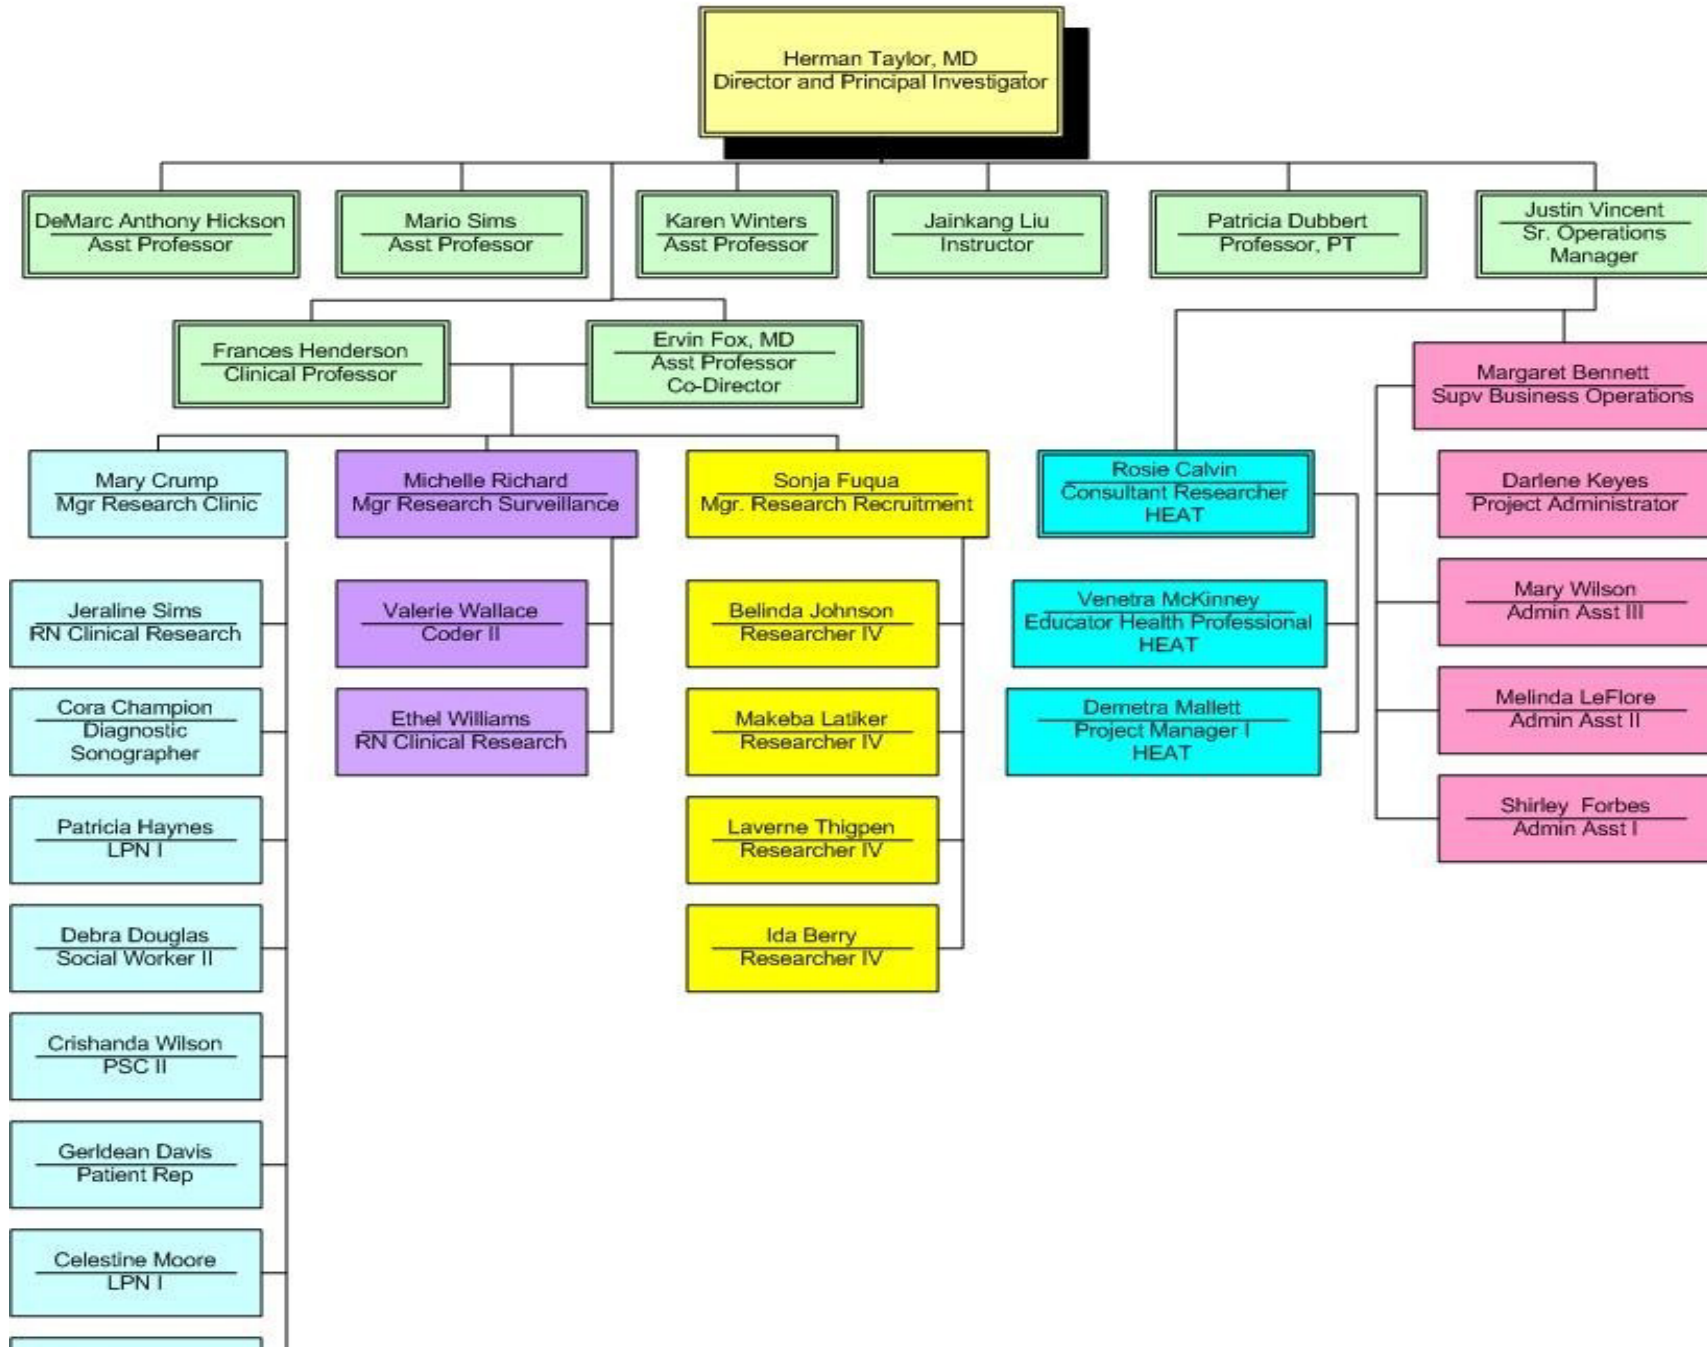 Herman Taylor, MD
Director and Principal Investigator
DeMarc Anthony Hickson
Asst Professor
Mario Sims
Asst Professor
Karen Winters
Asst Professor
Jainkang Liu
Instructor
Patricia Dubbert
Professor, PT
Justin Vincent
Sr. Operations
Manager
Frances Henderson
Clinical Professor
Ervin Fox, MD
Asst Professor
Co-Director
Margaret Bennett
Supv Business Operations
Mary Crump
Mgr Research Clinic
Michelle Richard
Mgr Research Surveillance
Sonja Fuqua
Mgr. Research Recruitment
Rosie Calvin
Consultant Researcher
HEAT
Darlene Keyes
Project Administrator
Jeraline Sims
RN Clinical Research
Valerie Wallace
Coder II
Belinda Johnson
Researcher IV
Venetra McKinney
Educator Health Professional
HEAT
Mary Wilson
Admin Asst III
Cora Champion
Diagnostic
Sonographer
Ethel Williams
RN Clinical Research
Makeba Latiker
Researcher IV
Demetra Mallett
Project Manager I
HEAT
Melinda LeFlore
Admin Asst II
Patricia Haynes
LPN I
Laverne Thigpen
Researcher IV
Shirley Forbes
Admin Asst I
Debra Douglas
Social Worker II
Ida Berry
Researcher IV
Crishanda Wilson
PSC II
Gerldean Davis
Patient Rep
Celestine Moore
LPN I